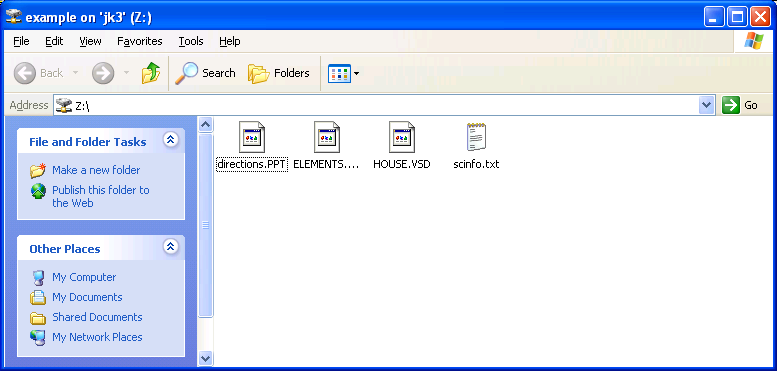 example on 'jk3' (Z:)
File Edit View Favorites Tools Help
Back Search Folders
Address Z:\ Go
File and Folder Tasks
Make a new folder
Publish this folder to
the Web
Other Places
My Computer
My Documents
Shared Documents
My Network Places
directions.PPT ELEMENTS.... HOUSE.VSD scinfo.txt